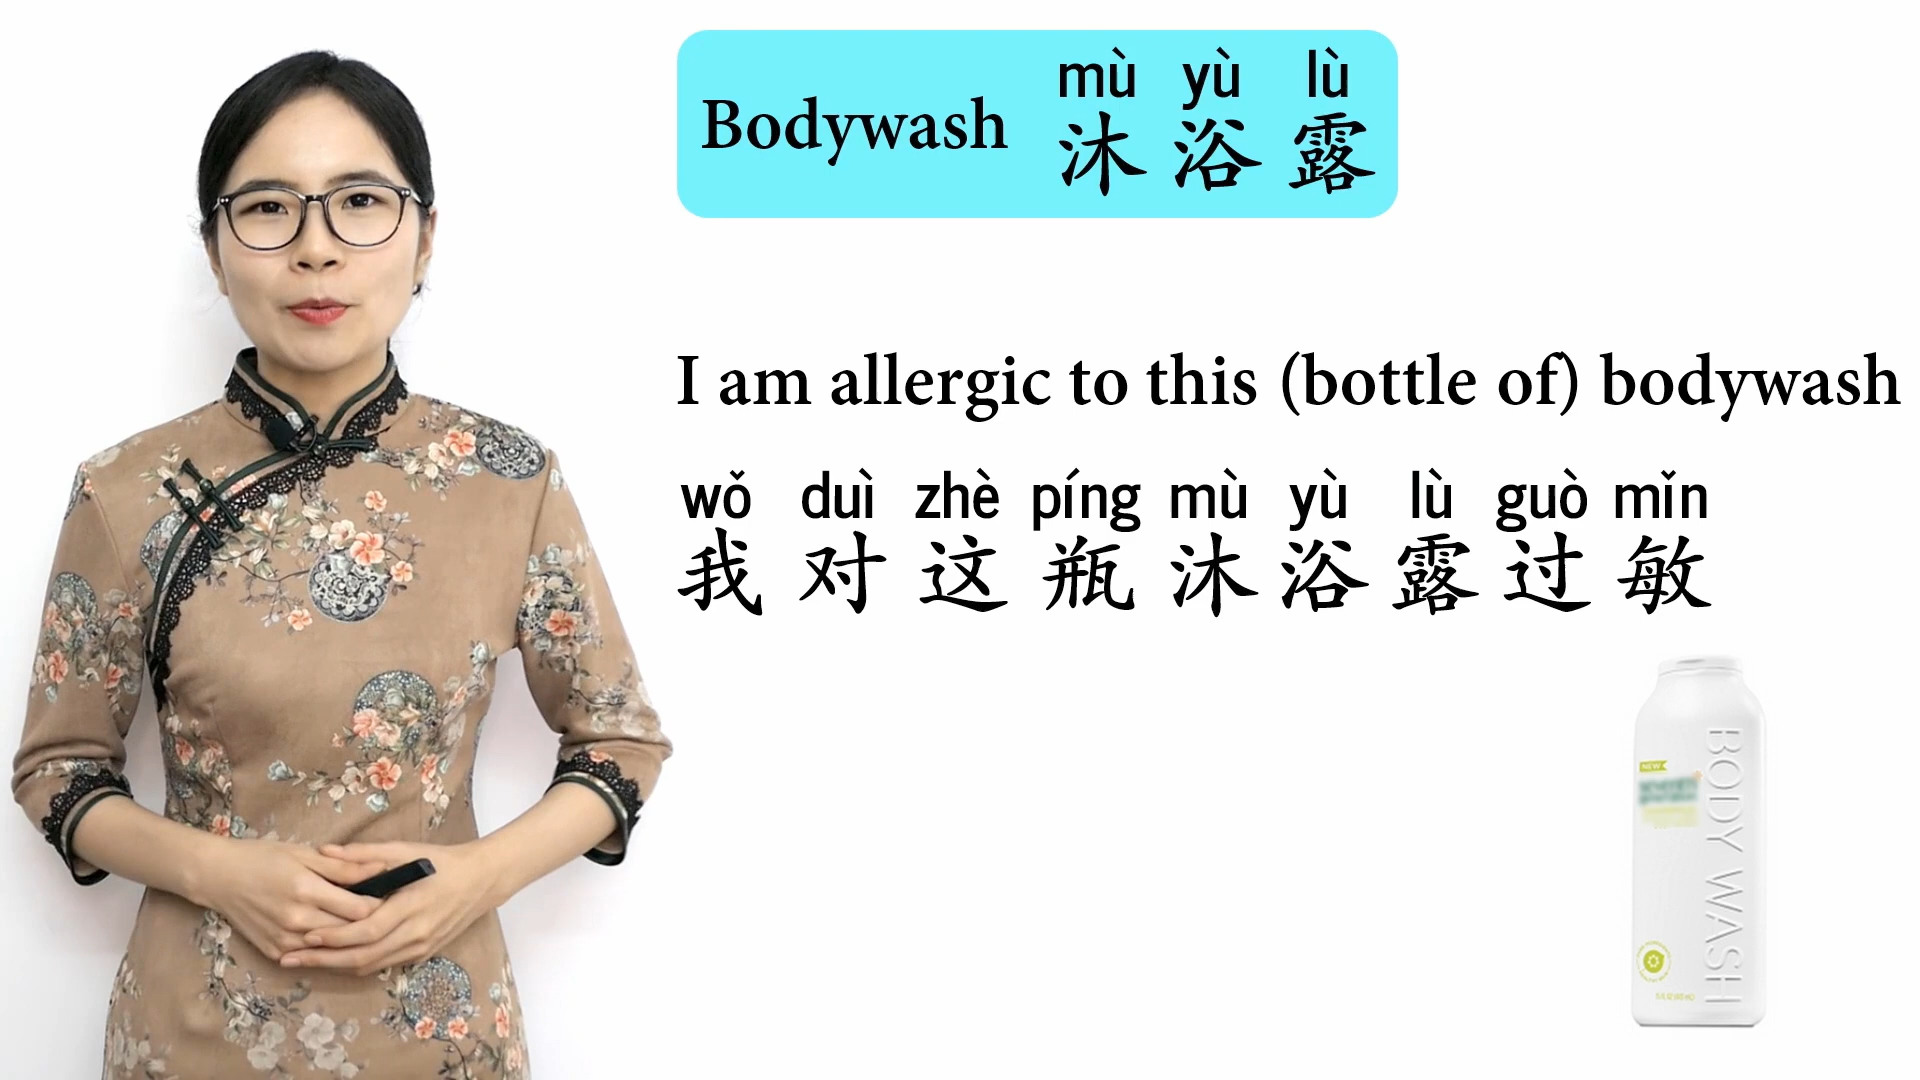 mù yù lù
Bodywash 沐浴露
I am allergic to this (bottle of) bodywash
wǒ duì zhè píng mù yù lù guò mǐn
我对这瓶沐浴露过敏
NEW
BODY WASH